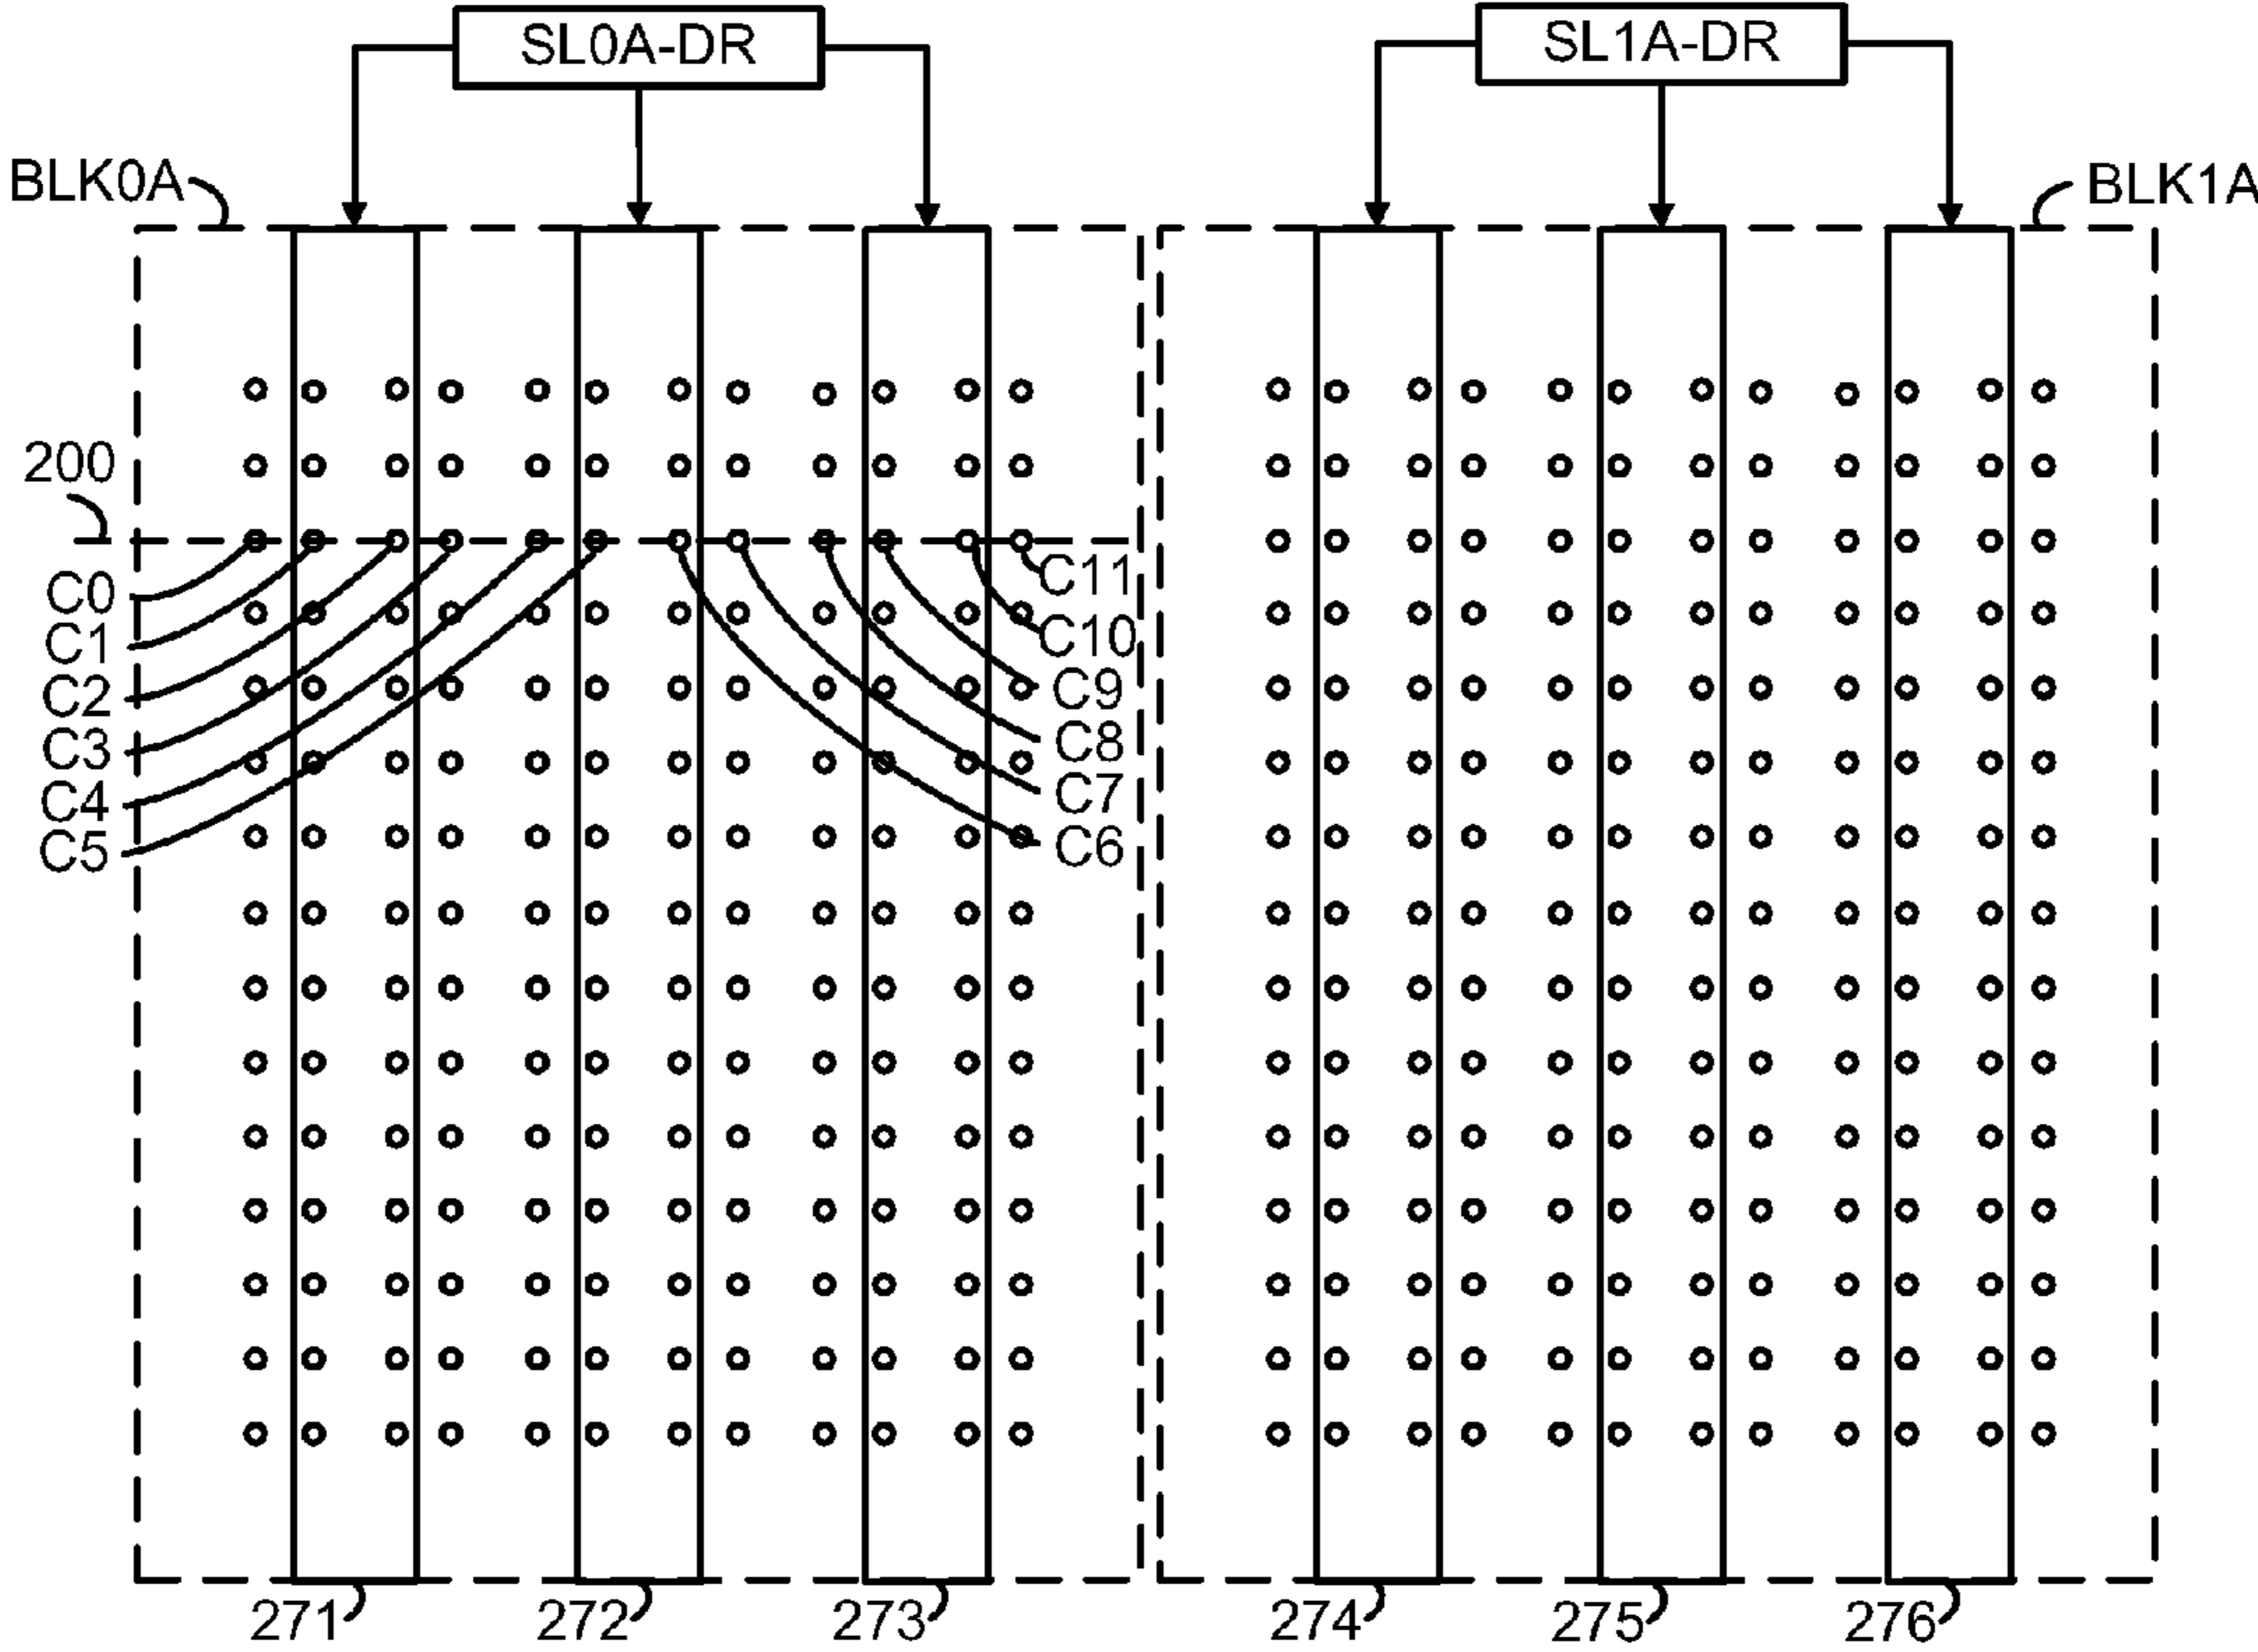 SL0A-DR
SL1A-DR
BLK0A
BLK1A
200
C0
C1
C2
C3
C4
C5
C11
C10
C9
C8
C7
C6
271
272
273
274
275
276